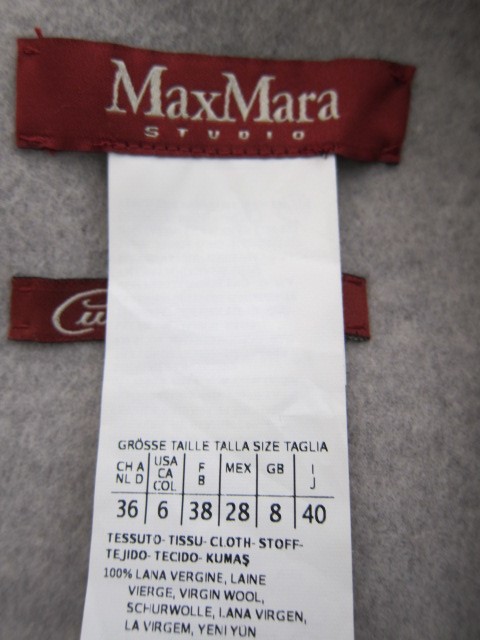 MaxMara
STUDIO
Cu
GRÖSSE TAILLE TALLA SIZE TAGLIA
CH A NL D USA CA COL F B MEX GB I J
36 6 38 28 8 40
TESSUTO- TISSU- CLOTH- STOFF-
TEJIDO- TECIDO- KUMAŞ
100% LANA VERGINE, LAINE
VIERGE, VIRGIN WOOL,
SCHURWOLLE, LANA VIRGEN,
LA VIRGEM, YENI YUN